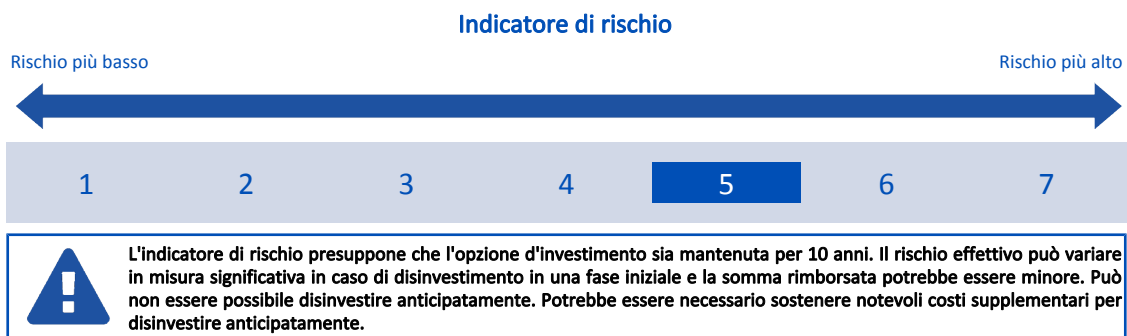 Indicatore di rischio
Rischio più basso
Rischio più alto
1 2 3 4 5 6 7
L'indicatore di rischio presuppone che l'opzione d'investimento sia mantenuta per 10 anni. Il rischio effettivo può variare
in misura significativa in caso di disinvestimento in una fase iniziale e la somma rimborsata potrebbe essere minore. Può
non essere possibile disinvestire anticipatamente. Potrebbe essere necessario sostenere notevoli costi supplementari per
disinvestire anticipatamente.